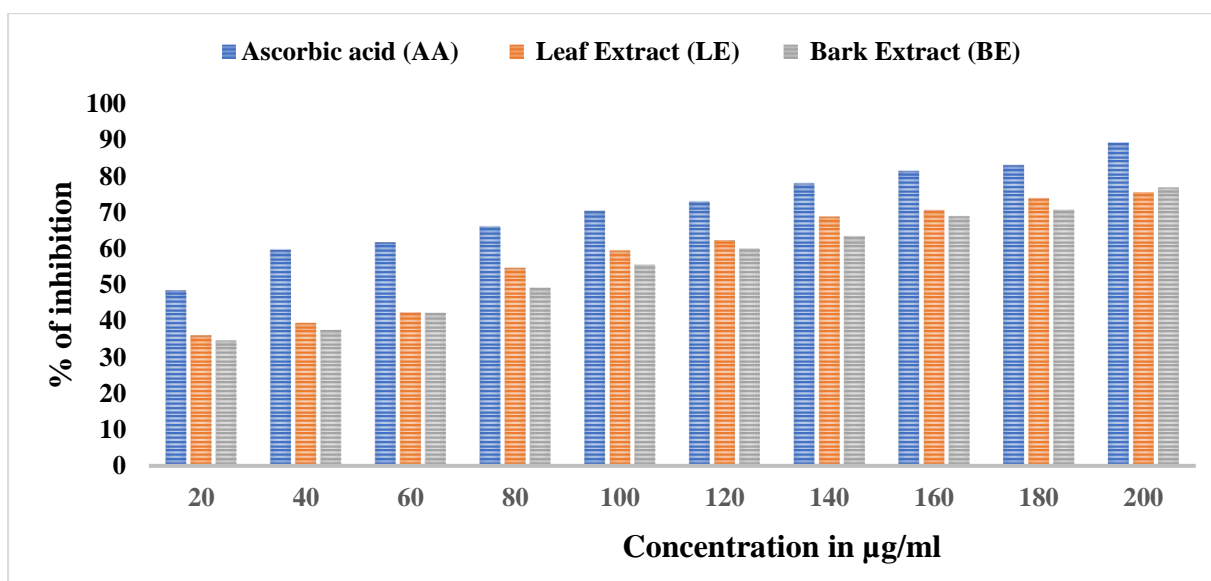 Ascorbic acid (AA) Leaf Extract (LE) Bark Extract (BE)
100
90
80
70
60
50
40
30
20
10
0
% of inhibition
20 40 60 80 100 120 140 160 180 200
Concentration in µg/ml